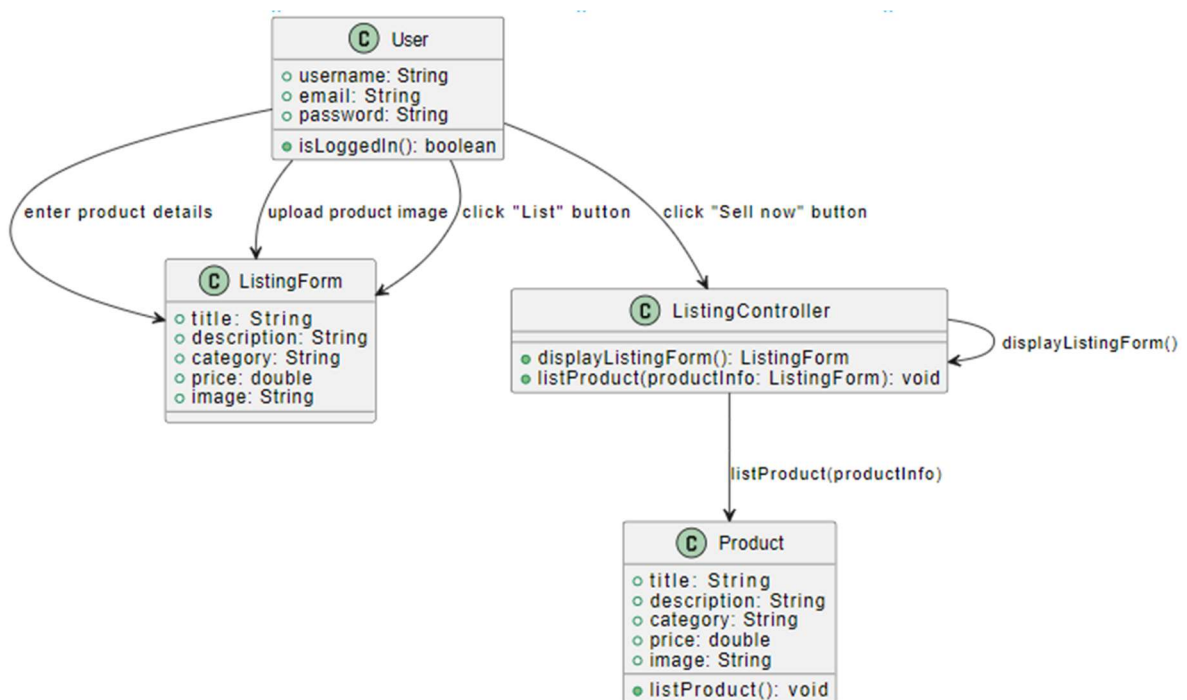 C User
username: String
email: String
password: String
isLoggedIn(): boolean
enter product details
upload product image
click "List" button
click "Sell now" button
C ListingForm
title: String
description: String
category: String
price: double
image: String
C ListingController
displayListingForm(): ListingForm
listProduct(productInfo: ListingForm): void
displayListingForm()
listProduct(productInfo)
C Product
title: String
description: String
category: String
price: double
image: String
listProduct(): void